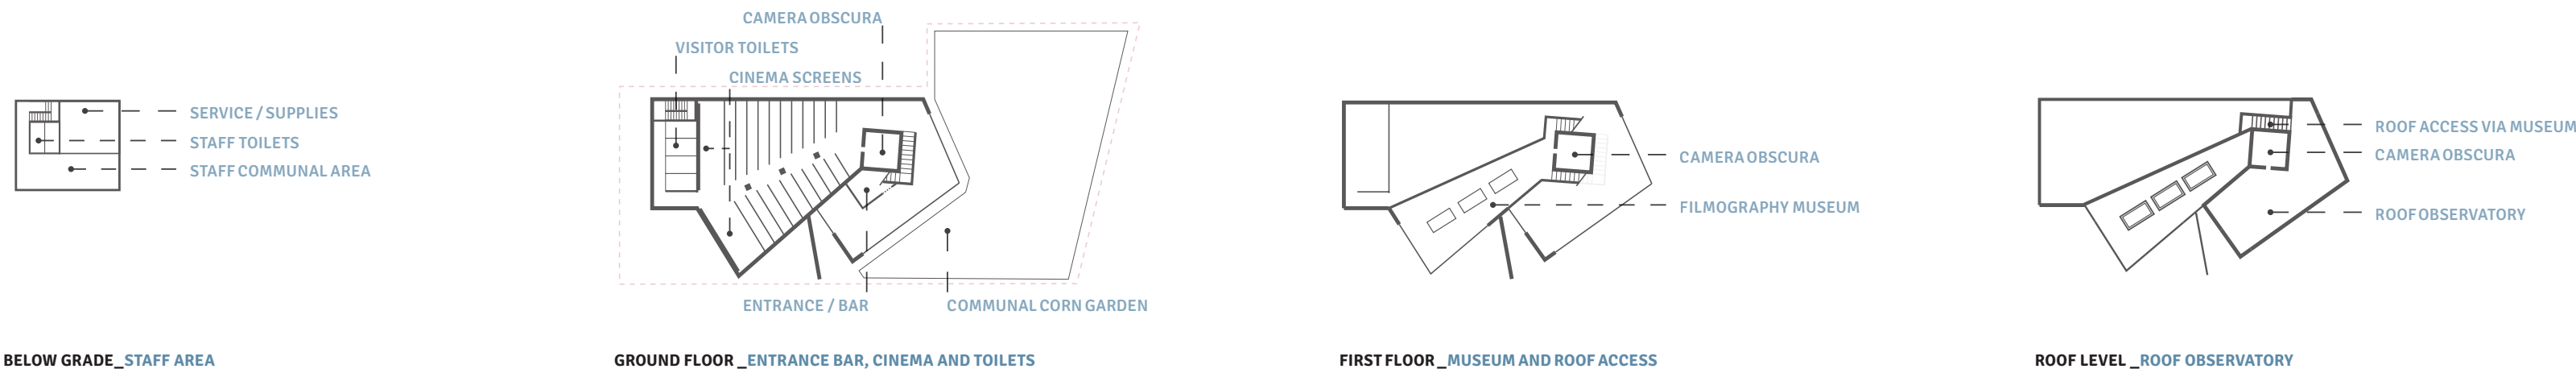 SERVICE / SUPPLIES
STAFF TOILETS
STAFF COMMUNAL AREA
BELOW GRADE_STAFF AREA
CAMERA OBSCURA
VISITOR TOILETS
CINEMA SCREENS
ENTRANCE / BAR
COMMUNAL CORN GARDEN
GROUND FLOOR _ENTRANCE BAR, CINEMA AND TOILETS
CAMERA OBSCURA
FILMOGRAPHY MUSEUM
FIRST FLOOR _MUSEUM AND ROOF ACCESS
ROOF ACCESS VIA MUSEUM
CAMERA OBSCURA
ROOF OBSERVATORY
ROOF LEVEL _ROOF OBSERVATORY